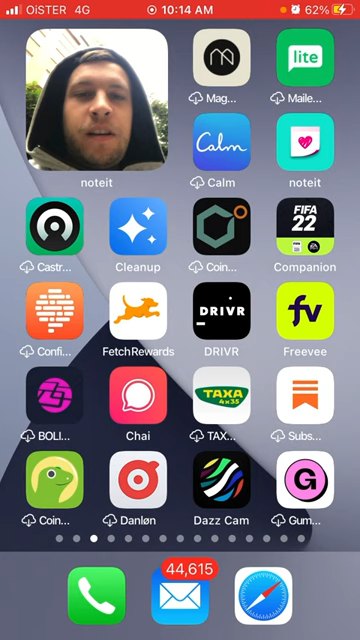 OiSTER 4G 10:14 AM 62%
lite
Mag... Maile...
Calm
noteit Calm noteit
FIFA
22
Castr... Cleanup Coin... Companion
DRIVR
fv
Confi... FetchRewards DRIVR Freevee
TAXA
4x35
BOLI... Chai TAX... Subs...
G
Coin... Danløn Dazz Cam Gum...
44,615